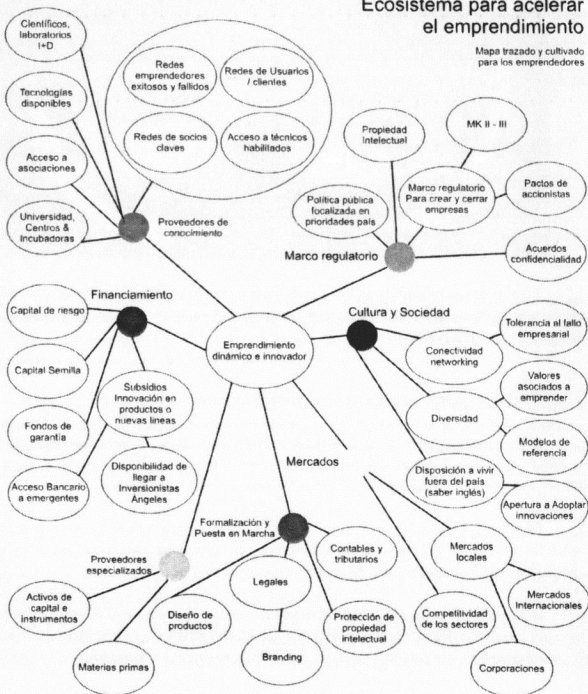 Ecosistema para acelerar
el emprendimiento
Mapa trazado y cultivado
para los emprendedores
Científicos,
laboratorios
I+D
Tecnologías
disponibles
Acceso a
asociaciones
Universidad,
Centros &
Incubadoras
Redes
emprendedores
exitosos y fallidos
Redes de Usuarios
/ clientes
Redes de socios
claves
Acceso a técnicos
habilitados
Proveedores de
conocimiento
Propiedad
Intelectual
MK II - III
Política pública
focalizada en
prioridades país
Marco regulatorio
Para crear y cerrar
empresas
Pactos de
accionistas
Acuerdos
confidencialidad
Marco regulatorio
Financiamiento
Capital de riesgo
Capital Semilla
Fondos de
garantía
Acceso Bancario
a emergentes
Subsidios
Innovación en
productos o
nuevas líneas
Disponibilidad de
llegar a
Inversionistas
Ángeles
Emprendimiento
dinámico e innovador
Cultura y Sociedad
Conectividad
networking
Tolerancia al fallo
empresarial
Diversidad
Valores
asociados a
emprender
Modelos de
referencia
Disposición a vivir
fuera del país
(saber inglés)
Apertura a Adoptar
innovaciones
Mercados
Mercados
locales
Mercados
Internacionales
Competitividad
de los sectores
Corporaciones
Formalización y
Puesta en Marcha
Contables y
tributarios
Legales
Diseño de
productos
Branding
Protección de
propiedad
intelectual
Proveedores
especializados
Activos de
capital e
instrumentos
Materias primas